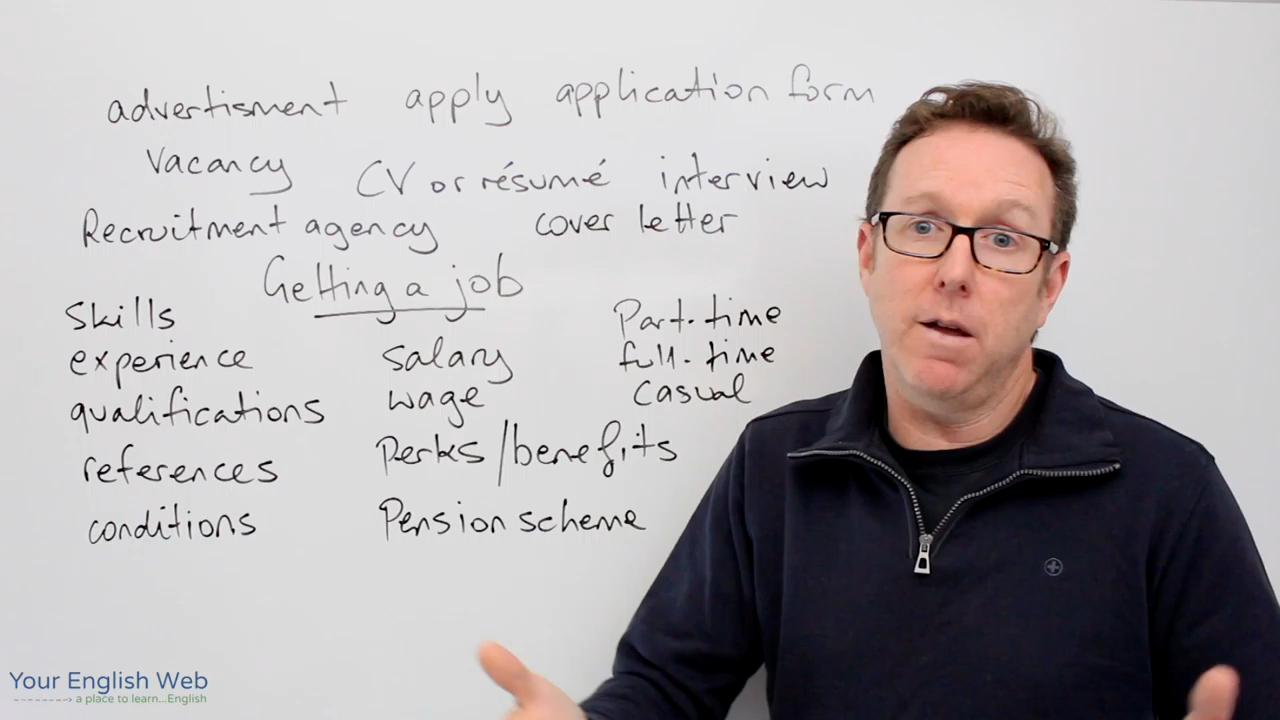 advertisment apply application form
Vacancy CV or résumé interview
Recruitment agency cover letter
Getting a job
Skills
experience
qualifications
references
conditions
salary
wage
Perks/benefits
Pension scheme
Part-time
full-time
casual
Your English Web
a place to learn...English